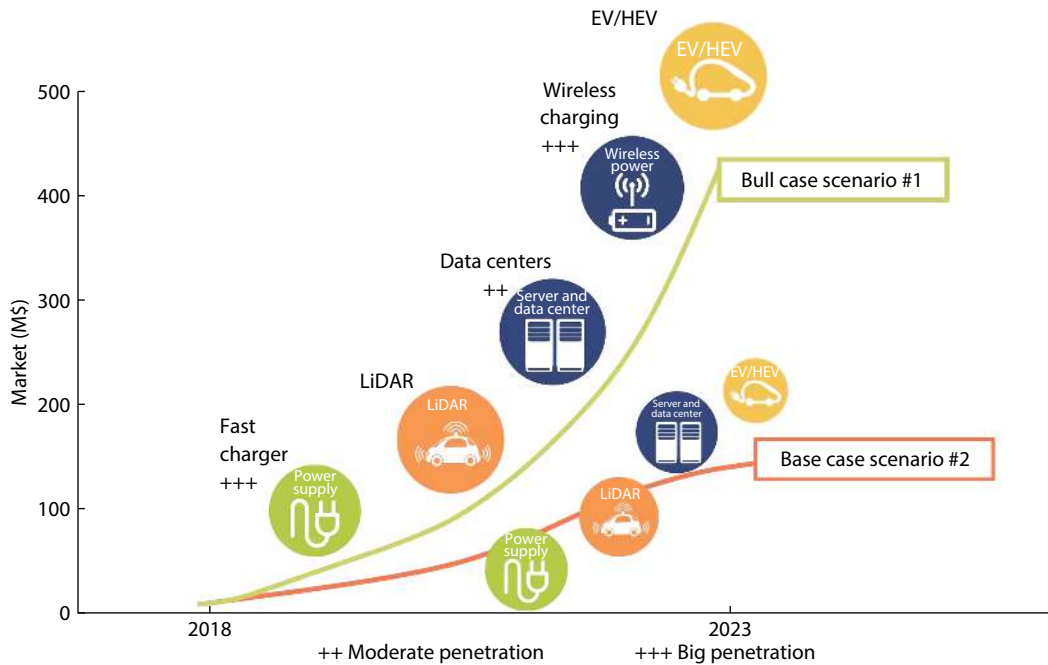 EV/HEV
EV/HEV
Wireless
charging
+++
Wireless
power
500
400
300
200
100
0
Market (M$)
Bull case scenario #1
Data centers
++
Server and
data center
LiDAR
LiDAR
Fast
charger
+++
Power
supply
EV/HEV
Server and
data center
Base case scenario #2
LiDAR
Power
supply
2018
2023
++ Moderate penetration
+++ Big penetration